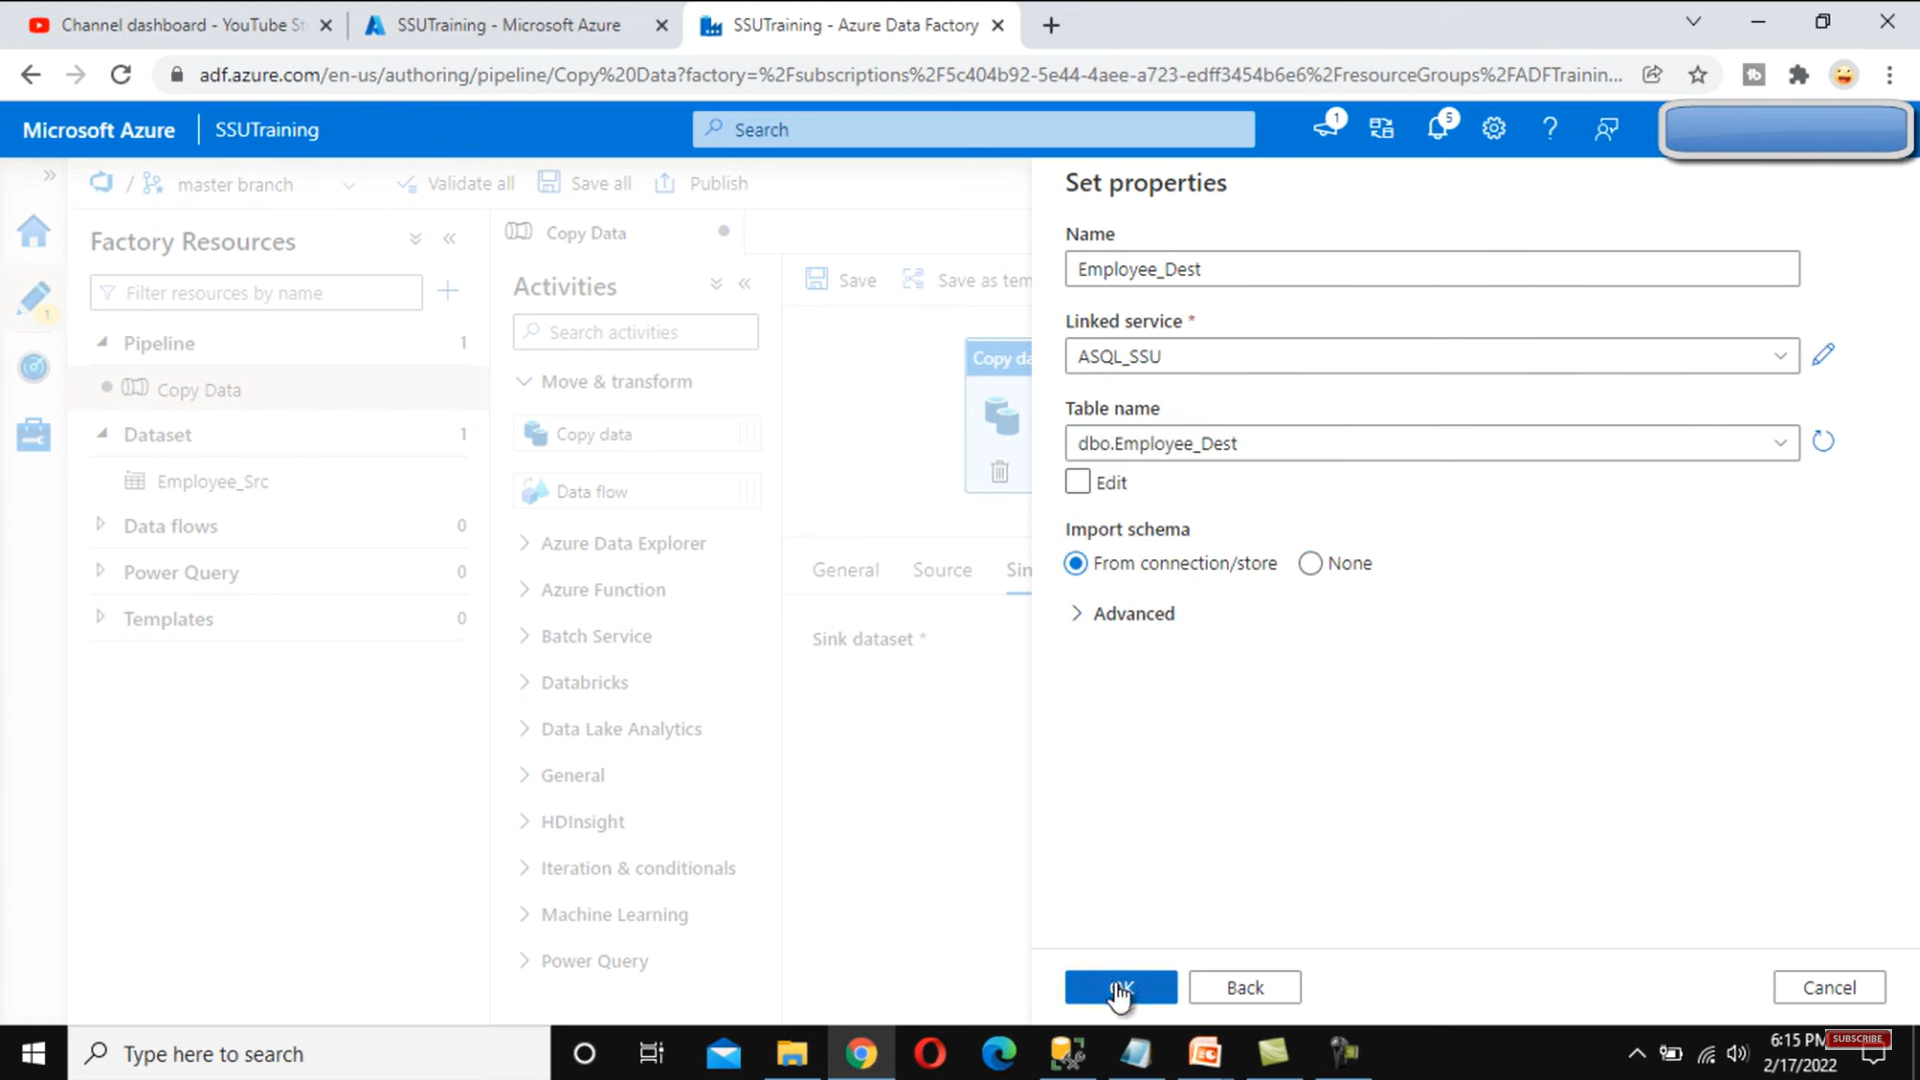 Channel dashboard - YouTube St
SSUTraining - Microsoft Azure
SSUTraining - Azure Data Factory
adf.azure.com/en-us/authoring/pipeline/Copy%20Data?factory=%2Fsubscriptions%2F5c404b92-5e44-4aee-a723-edff3454b6e6%2FresourceGroups%2FADFTrainin...
Microsoft Azure
SSUTraining
Search
1
5
/ master branch
Validate all
Save all
Publish
Factory Resources
Filter resources by name
1
Pipeline 1
Copy Data
Dataset 1
Employee_Src
Data flows 0
Power Query 0
Templates 0
Copy Data
Activities
Search activities
Move & transform
Copy data
Data flow
Azure Data Explorer
Azure Function
Batch Service
Databricks
Data Lake Analytics
General
HDInsight
Iteration & conditionals
Machine Learning
Power Query
Save
Save as tem
Copy da
General
Source
Sin
Sink dataset *
Set properties
Name
Employee_Dest
Linked service *
ASQL_SSU
Table name
dbo.Employee_Dest
Edit
Import schema
From connection/store
None
Advanced
OK
Back
Cancel
Type here to search
6:15 PM
2/17/2022
SUBSCRIBE